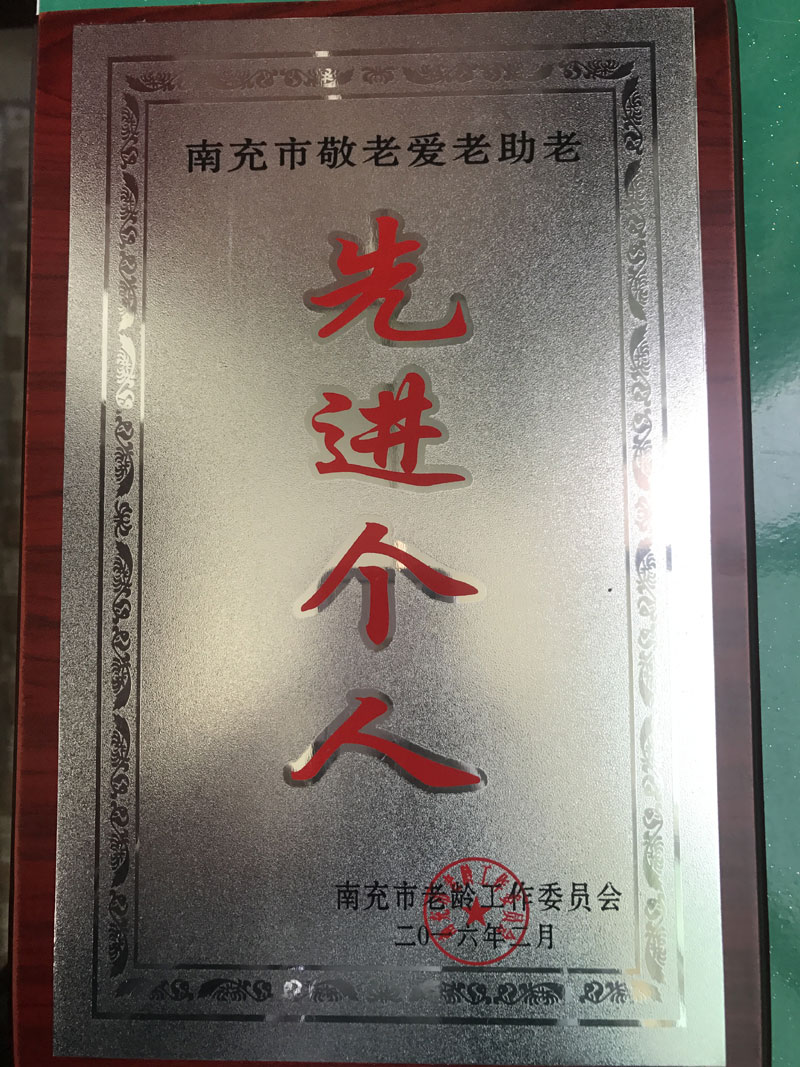 南充市敬老爱老助老
先
进
个
人
南充市老龄工作委员会
二0一六年二月